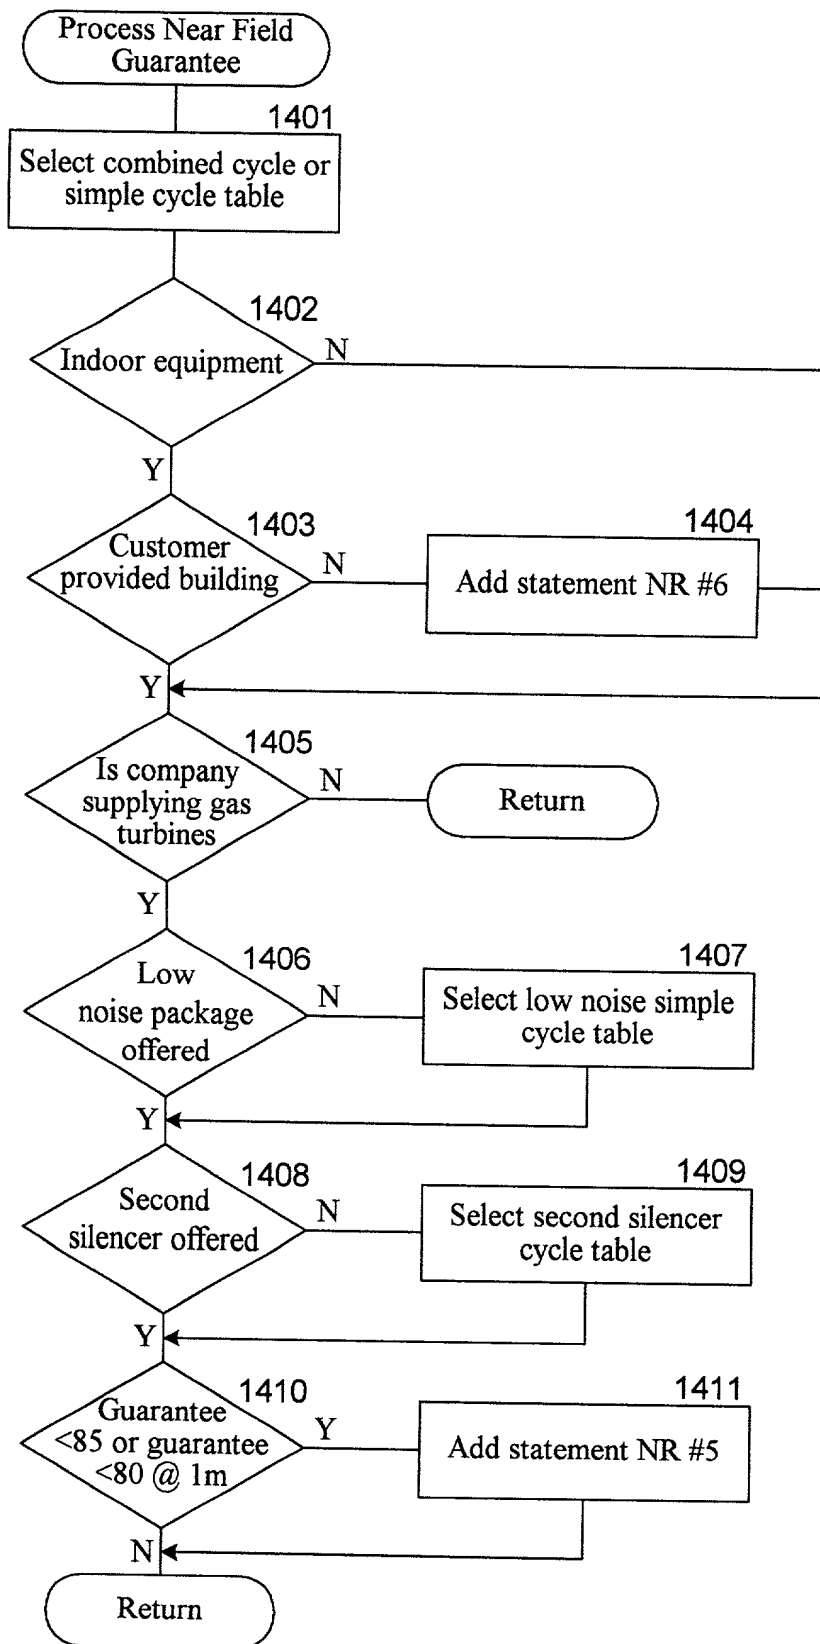 Process Near Field
Guarantee
1401
Select combined cycle or
simple cycle table
1402
Indoor equipment
N
Y
1403
Customer
provided building
N
1404
Add statement NR #6
Y
1405
Is company
supplying gas
turbines
N
Return
Y
1406
Low
noise package
offered
N
1407
Select low noise simple
cycle table
Y
1408
Second
silencer offered
N
1409
Select second silencer
cycle table
Y
1410
Guarantee
<85 or guarantee
<80 @ 1m
Y
1411
Add statement NR #5
N
Return